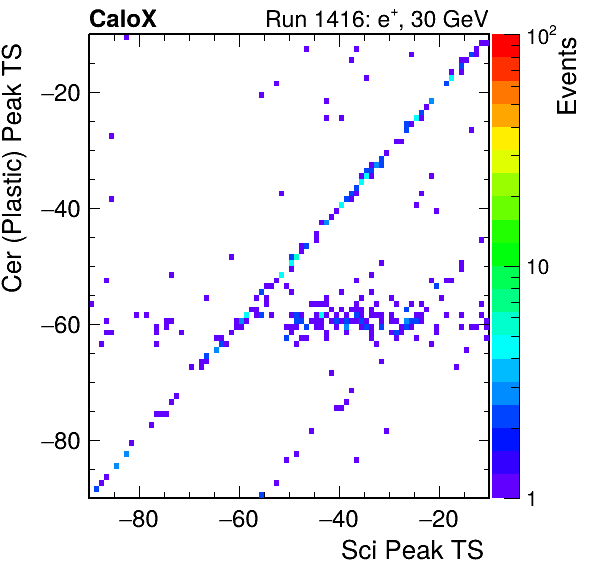 CaloX Run 1416: e⁺, 30 GeV
Cer (Plastic) Peak TS
Events
10²
10
1
−20
−40
−60
−80
−80 −60 −40 −20
Sci Peak TS